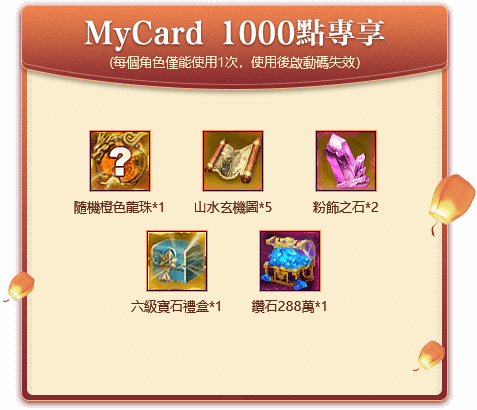 MyCard 1000點專享
(每個角色僅能使用1次，使用後啟動碼失效)
?
隨機橙色龍珠*1
山水玄機圖*5
粉飾之石*2
六級寶石禮盒*1
鑽石288萬*1